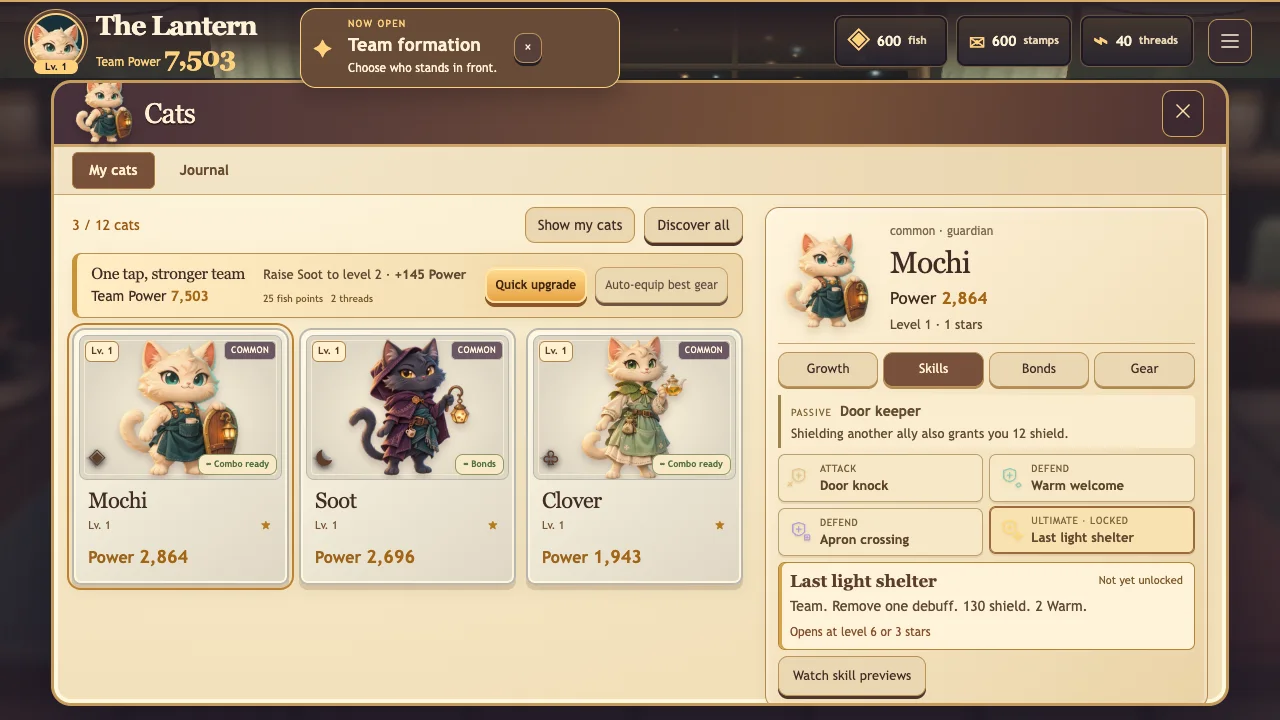 The Lantern
Team Power 7,503
Lv. 1
NOW OPEN
Team formation
Choose who stands in front.
×
600 fish
600 stamps
40 threads
Cats
My cats
Journal
3 / 12 cats
Show my cats
Discover all
One tap, stronger team
Team Power 7,503
Raise Soot to level 2 · +145 Power
25 fish points 2 threads
Quick upgrade
Auto-equip best gear
Lv. 1
COMMON
Combo ready
Mochi
Lv. 1
Power 2,864
Lv. 1
COMMON
Bonds
Soot
Lv. 1
Power 2,696
Lv. 1
COMMON
Combo ready
Clover
Lv. 1
Power 1,943
common · guardian
Mochi
Power 2,864
Level 1 · 1 stars
Growth
Skills
Bonds
Gear
PASSIVE Door keeper
Shielding another ally also grants you 12 shield.
ATTACK
Door knock
DEFEND
Warm welcome
DEFEND
Apron crossing
ULTIMATE · LOCKED
Last light shelter
Last light shelter
Not yet unlocked
Team. Remove one debuff. 130 shield. 2 Warm.
Opens at level 6 or 3 stars
Watch skill previews